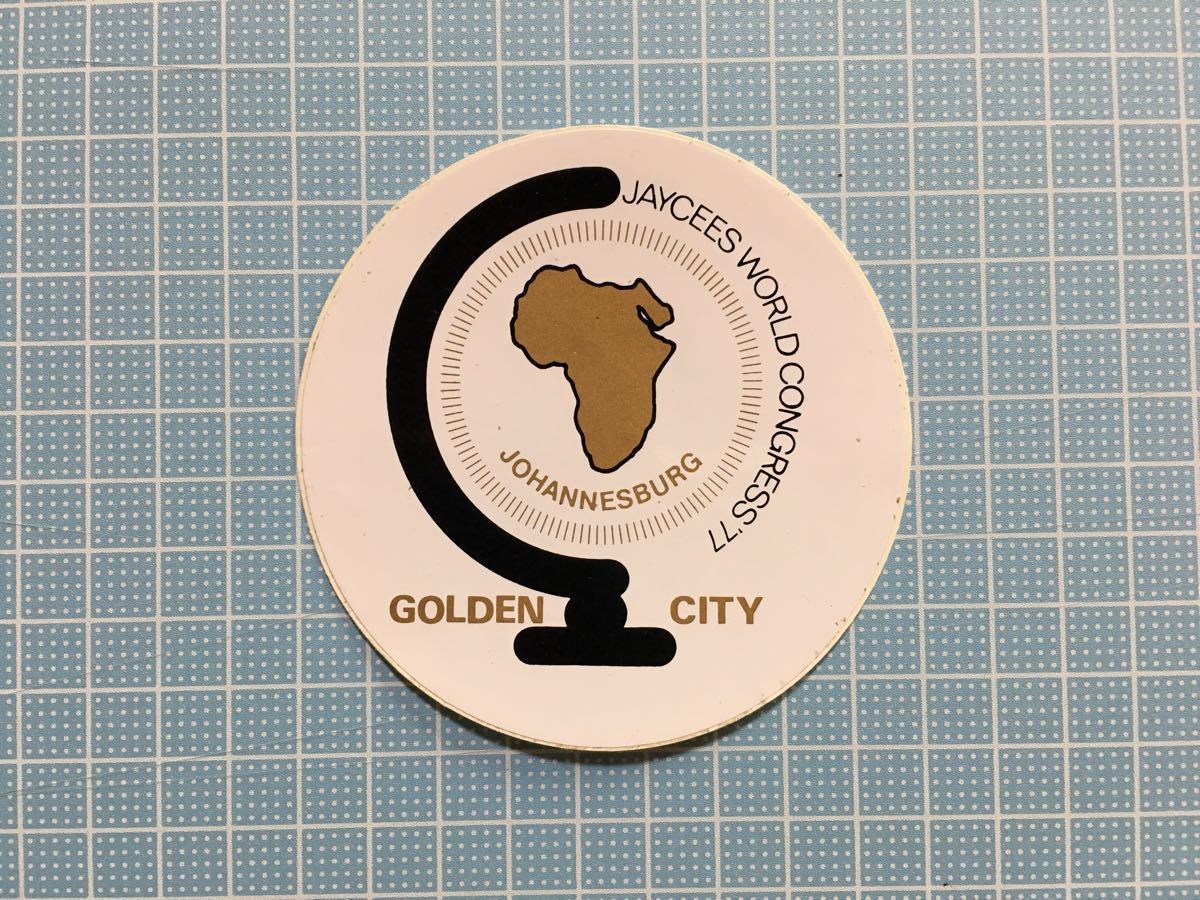 JAYCEES WORLD CONGRESS '77
JOHANNESBURG
GOLDEN CITY